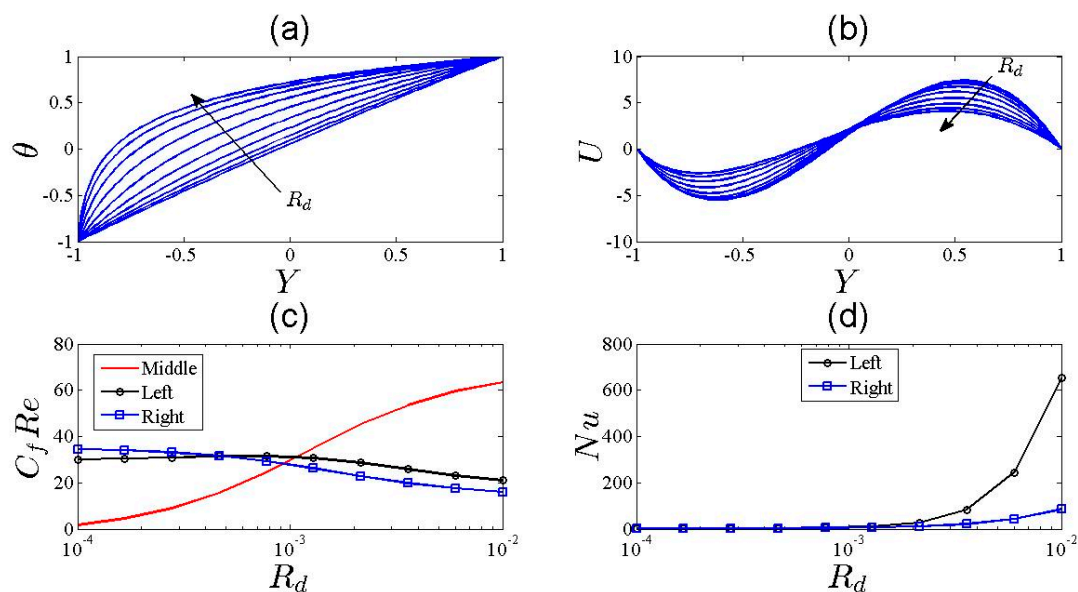 (a)
1
0.5
0
-0.5
-1
θ
R_d
-1
-0.5
0
0.5
1
Y
(b)
10
5
0
-5
-10
U
R_d
-1
-0.5
0
0.5
1
Y
(c)
80
60
40
20
0
C_f Re
Middle
Left
Right
10^-4
10^-3
10^-2
R_d
(d)
800
600
400
200
0
Nu
Left
Right
10^-4
10^-3
10^-2
R_d